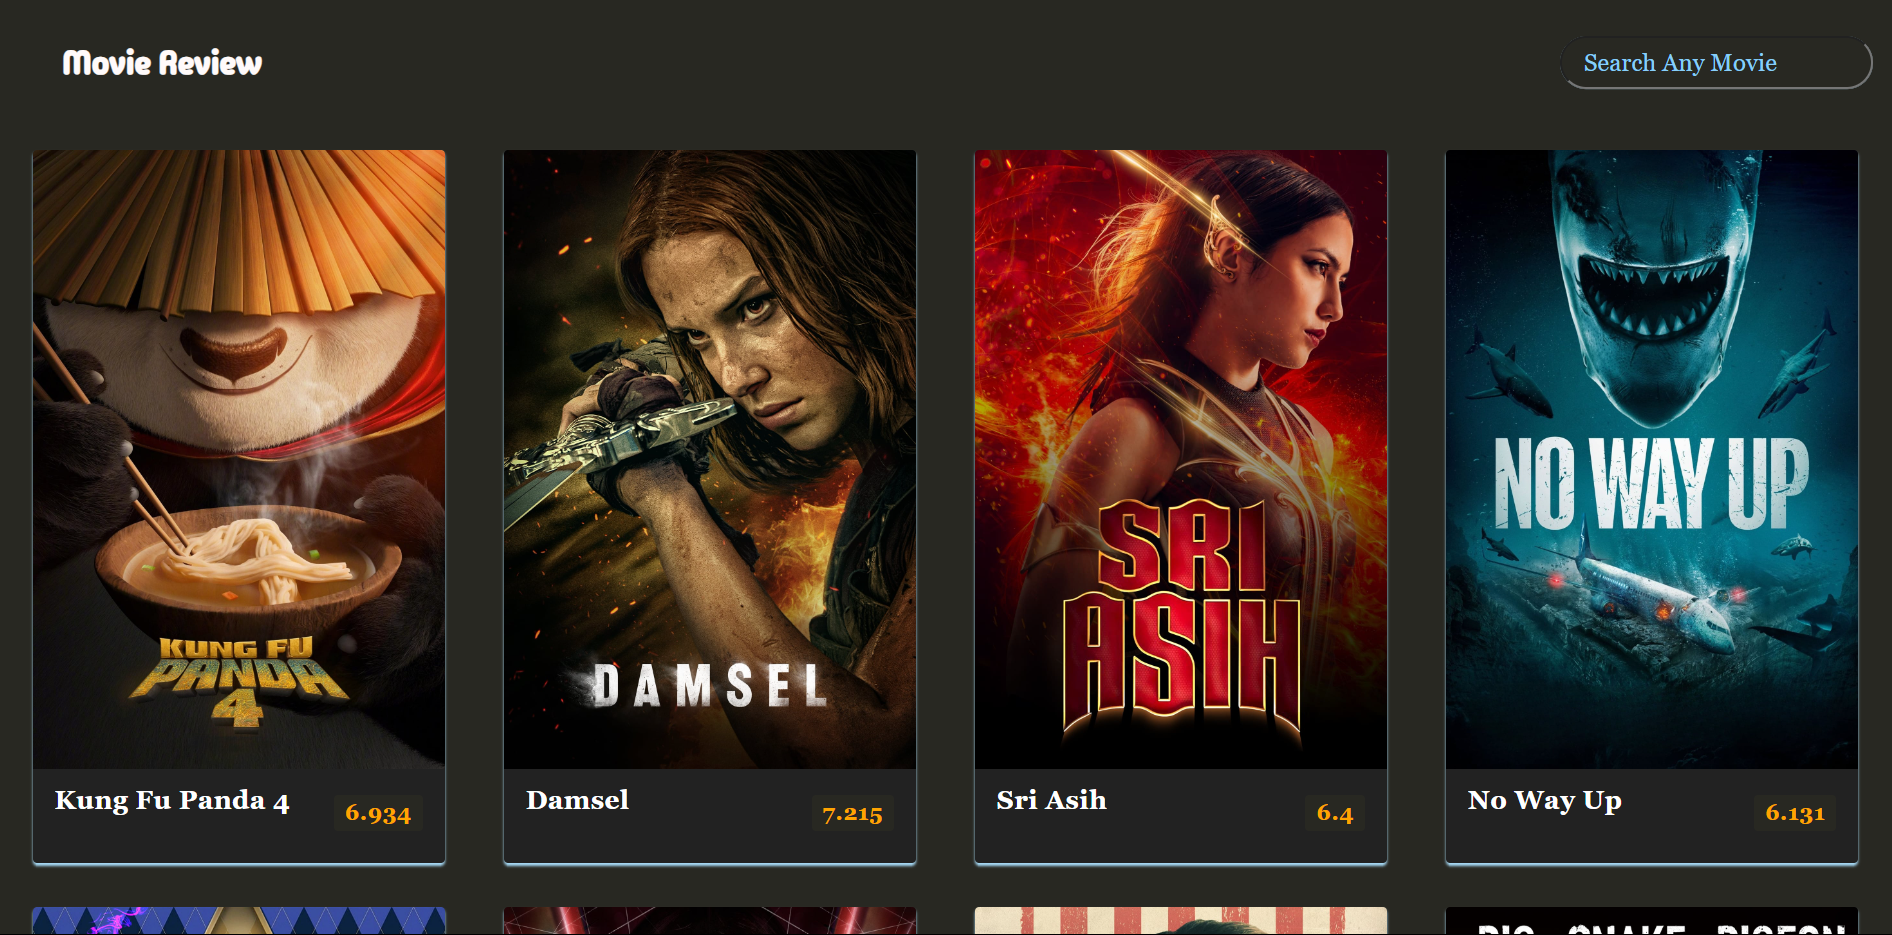 Movie Review
Search Any Movie
KUNG FU
PANDA
4
DAMSEL
SRI
ASIH
NO WAY UP
Kung Fu Panda 4
6.934
Damsel
7.215
Sri Asih
6.4
No Way Up
6.131